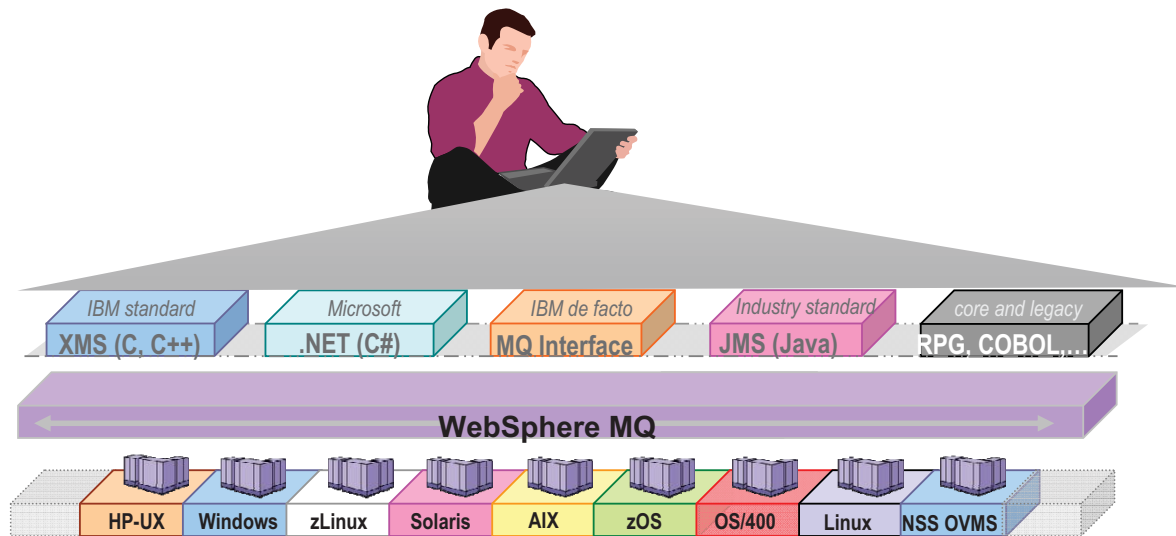 IBM standard
XMS (C, C++)
Microsoft
.NET (C#)
IBM de facto
MQ Interface
Industry standard
JMS (Java)
core and legacy
RPG, COBOL,…
WebSphere MQ
HP-UX
Windows
zLinux
Solaris
AIX
zOS
OS/400
Linux
NSS OVMS